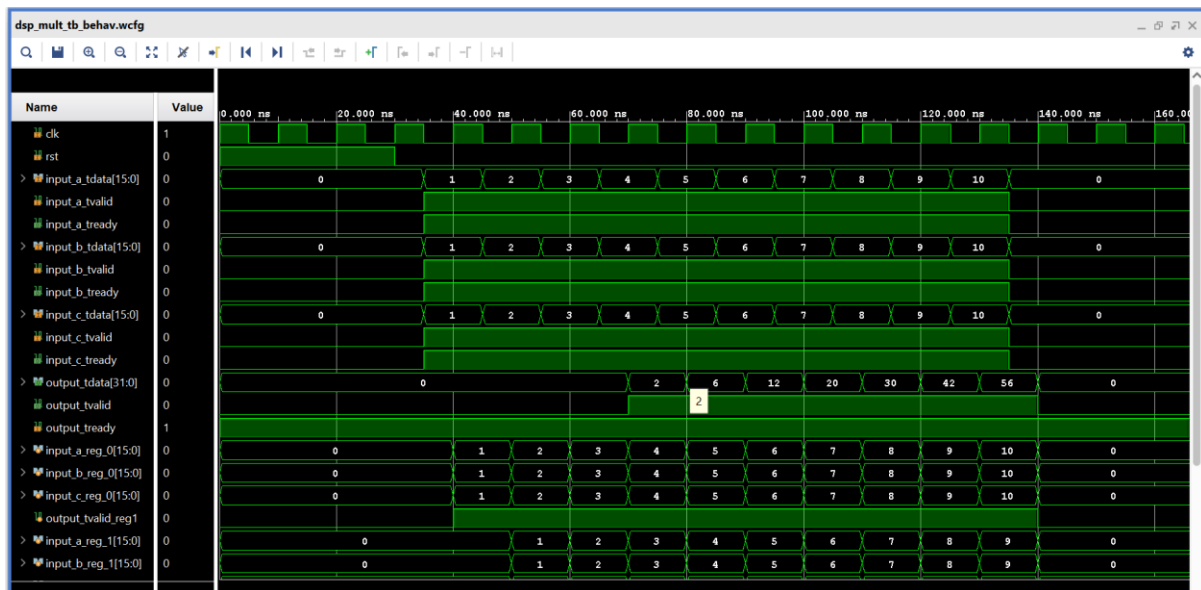 dsp_mult_tb_behav.wcfg
Name Value 0.000 ns 20.000 ns 40.000 ns 60.000 ns 80.000 ns 100.000 ns 120.000 ns 140.000 ns
clk 1
rst 0
input_a_tdata[15:0] 0 0 1 2 3 4 5 6 7 8 9 10 0
input_a_tvalid 0
input_a_tready 0
input_b_tdata[15:0] 0 0 1 2 3 4 5 6 7 8 9 10 0
input_b_tvalid 0
input_b_tready 0
input_c_tdata[15:0] 0 0 1 2 3 4 5 6 7 8 9 10 0
input_c_tvalid 0
input_c_tready 0
output_tdata[31:0] 0 0 2 6 12 20 30 42 56 0
output_tvalid 0 2
output_tready 1
input_a_reg_0[15:0] 0 0 1 2 3 4 5 6 7 8 9 10 0
input_b_reg_0[15:0] 0 0 1 2 3 4 5 6 7 8 9 10 0
input_c_reg_0[15:0] 0 0 1 2 3 4 5 6 7 8 9 10 0
output_tvalid_reg1 0
input_a_reg_1[15:0] 0 0 1 2 3 4 5 6 7 8 9 0
input_b_reg_1[15:0] 0 0 1 2 3 4 5 6 7 8 9 0